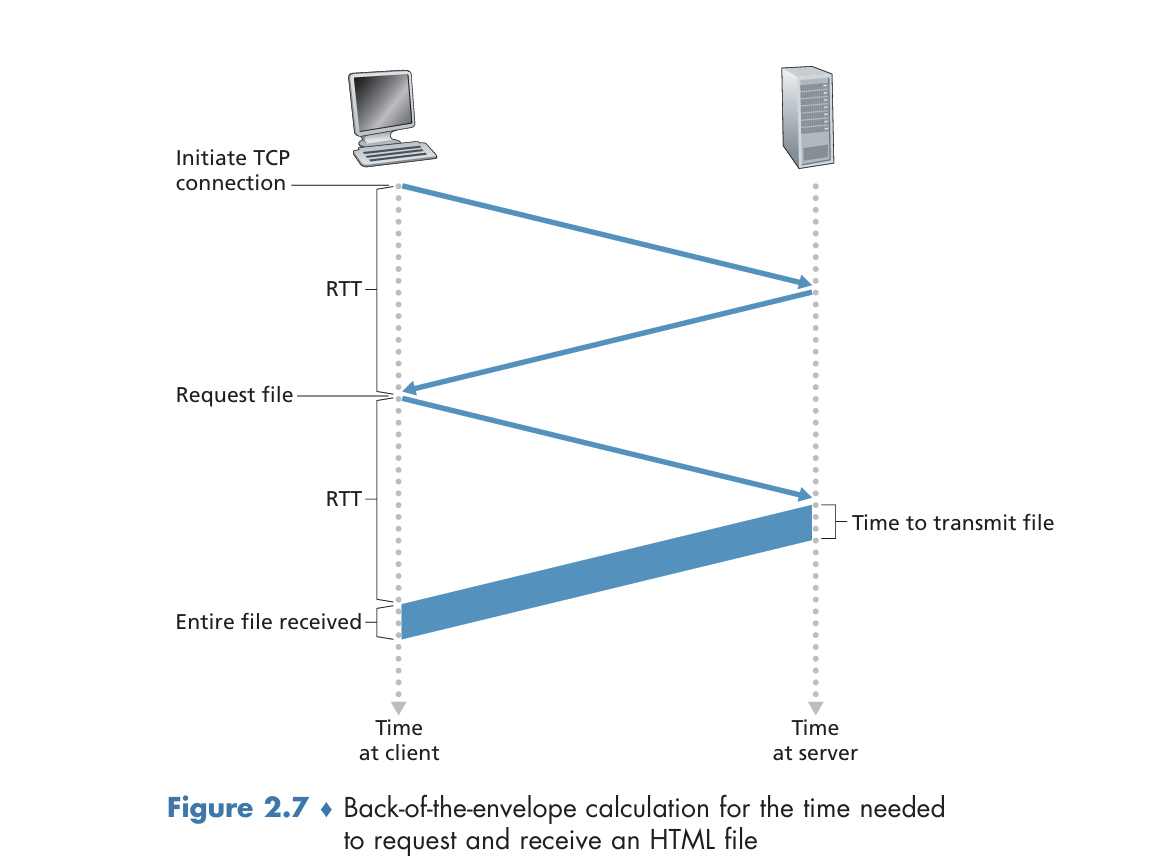 Initiate TCP
connection
RTT
Request file
RTT
Time to transmit file
Entire file received
Time
at client
Time
at server
Figure 2.7 ♦ Back-of-the-envelope calculation for the time needed
to request and receive an HTML file